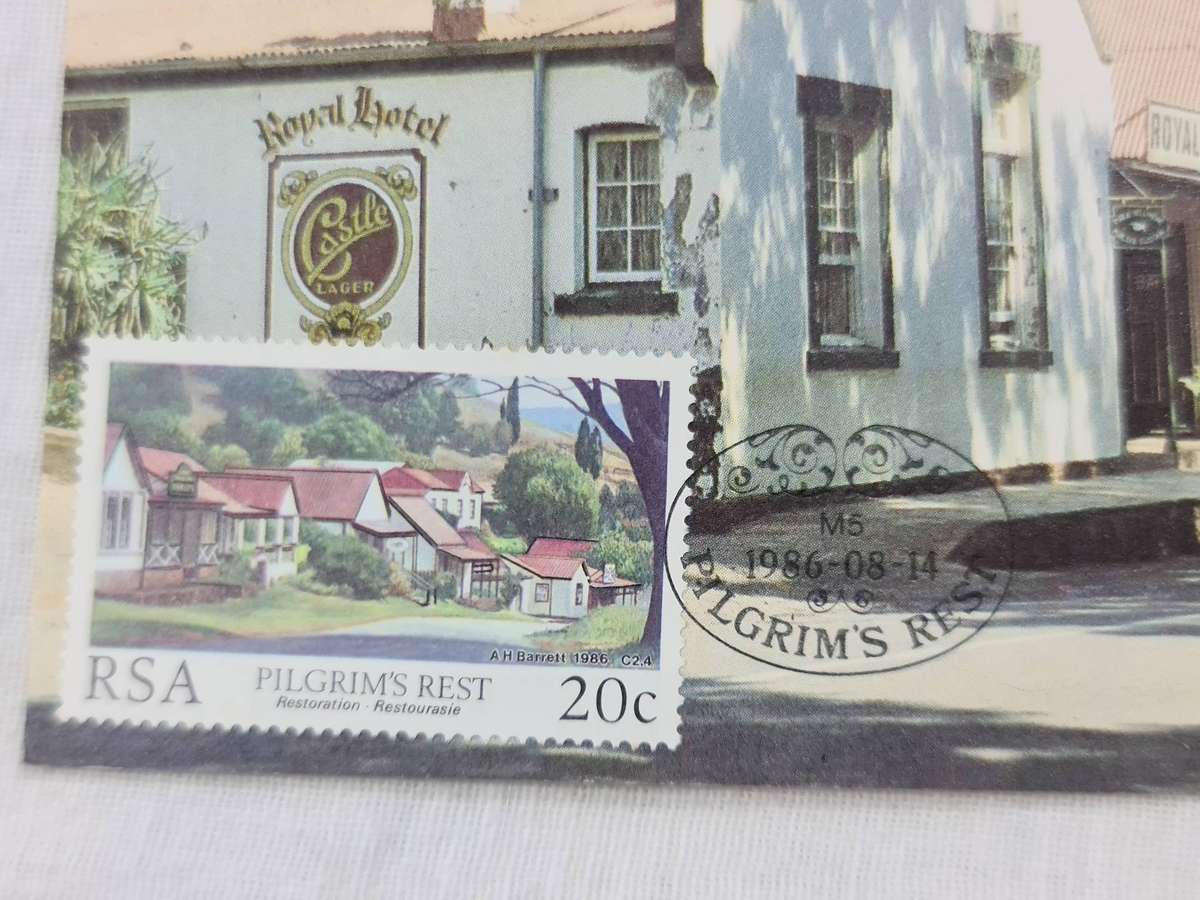 Royal Hotel
Castle
LAGER
ROYAL
A H Barrett 1986 C2.4
RSA
PILGRIM'S REST
Restoration · Restourasie
20c
M5
1986-08-14
PILGRIM'S REST